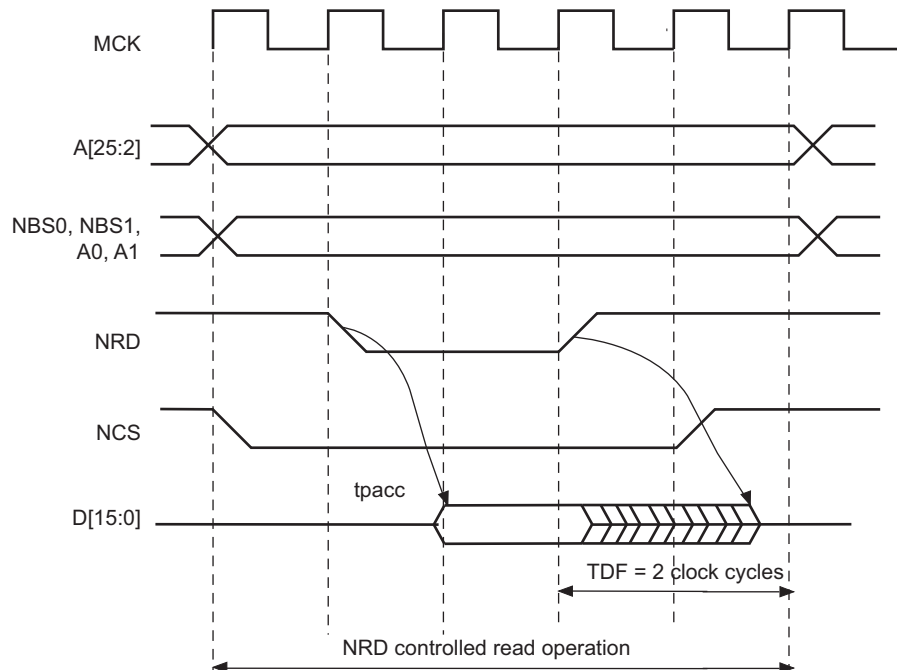 MCK
A[25:2]
NBS0, NBS1,
A0, A1
NRD
NCS
tpacc
D[15:0]
TDF = 2 clock cycles
NRD controlled read operation